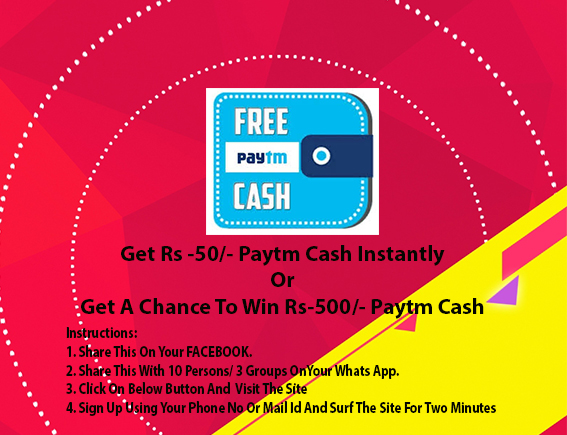 FREE
paytm
CASH
Get Rs -50/- Paytm Cash Instantly
Or
Get A Chance To Win Rs-500/- Paytm Cash
Instructions:
1. Share This On Your FACEBOOK.
2. Share This With 10 Persons/ 3 Groups OnYour Whats App.
3. Click On Below Button And Visit The Site
4. Sign Up Using Your Phone No Or Mail Id And Surf The Site For Two Minutes